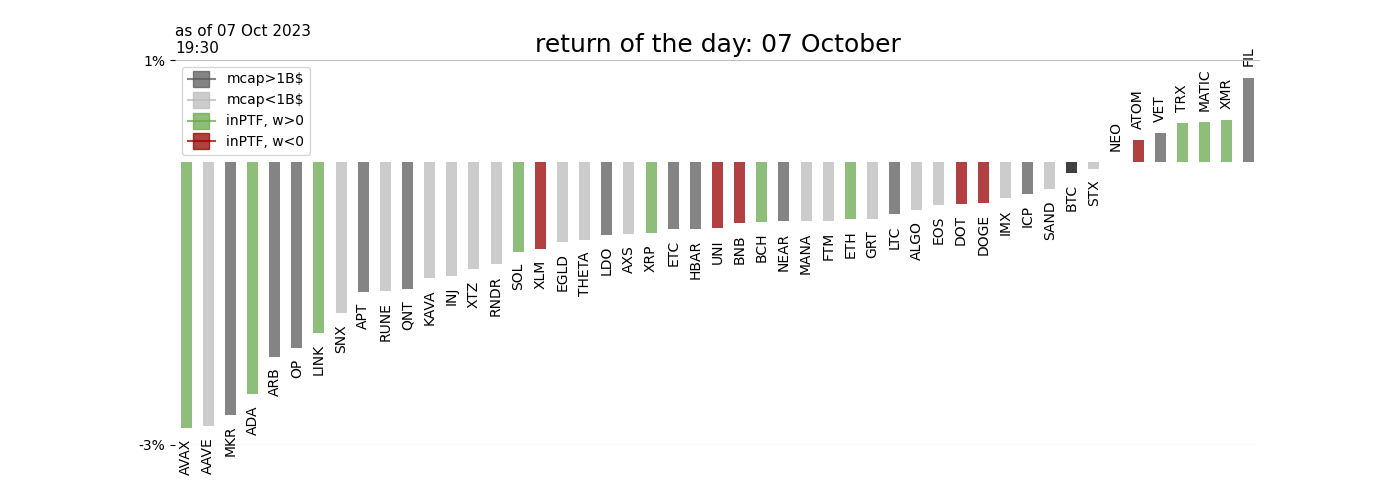 as of 07 Oct 2023
19:30
return of the day: 07 October
1%
mcap>1B$
mcap<1B$
inPTF, w>0
inPTF, w<0
-3%
AVAX
AAVE
MKR
ADA
ARB
OP
LINK
SNX
APT
RUNE
QNT
KAVA
INJ
XTZ
RNDR
SOL
XLM
EGLD
THETA
LDO
AXS
XRP
ETC
HBAR
UNI
BNB
BCH
NEAR
MANA
FTM
ETH
GRT
LTC
ALGO
EOS
DOT
DOGE
IMX
ICP
SAND
BTC
STX
NEO
ATOM
VET
TRX
MATIC
XMR
FIL